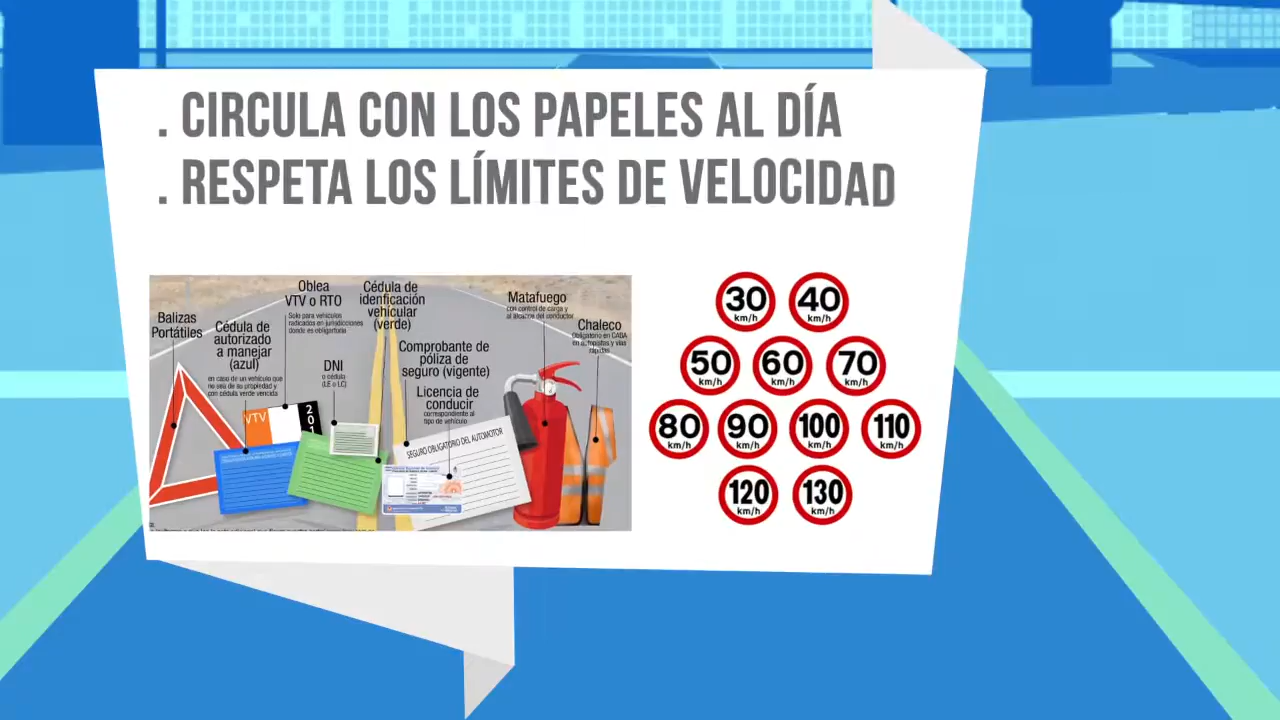 . CIRCULA CON LOS PAPELES AL DÍA
. RESPETA LOS LÍMITES DE VELOCIDAD
Balizas
Portátiles
Cédula de
autorizado
a manejar
(azul)
en caso de un vehículo que
no sea de su propiedad y
con cédula verde vencida
Oblea
VTV o RTO
Solo para vehículos
radicados en jurisdicciones
donde es obligatoria
DNI
o cédula
(LE o LC)
Cédula de
idenficación
vehicular
(verde)
Comprobante de
póliza de
seguro (vigente)
Licencia de
conducir
correspondiente al
tipo de vehículo
Matafuego
con control de carga y
al alcance del conductor
Chaleco
Obligatorio en CABA
en autopistas y vías
rápidas
VTV
201
SEGURO OBLIGATORIO DEL AUTOMOTOR
30
km/h
40
km/h
50
km/h
60
km/h
70
km/h
80
km/h
90
km/h
100
km/h
110
km/h
120
km/h
130
km/h